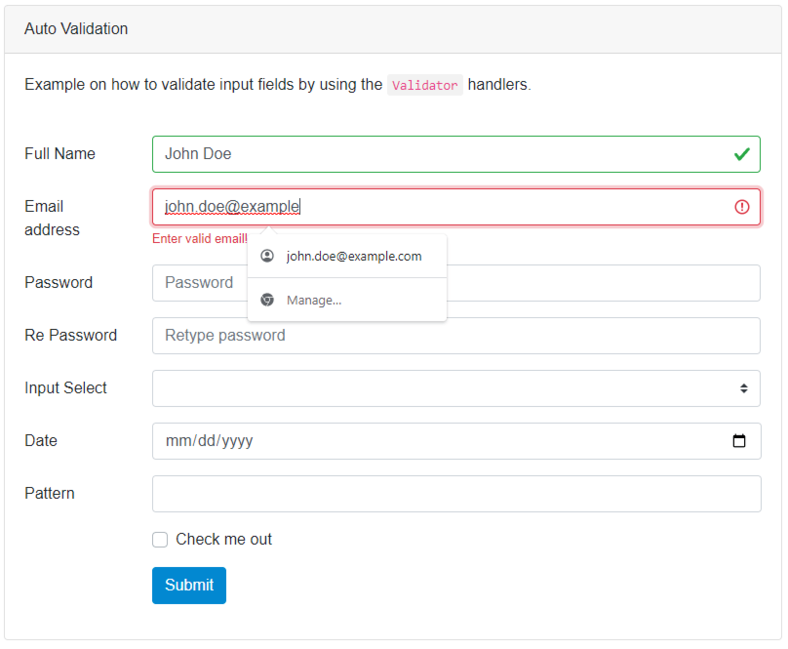 Auto Validation
Example on how to validate input fields by using the Validator handlers.
Full Name
John Doe
Email
address
john.doe@example
Enter valid email!
john.doe@example.com
Manage...
Password
Password
Re Password
Retype password
Input Select
Date
mm/dd/yyyy
Pattern
Check me out
Submit